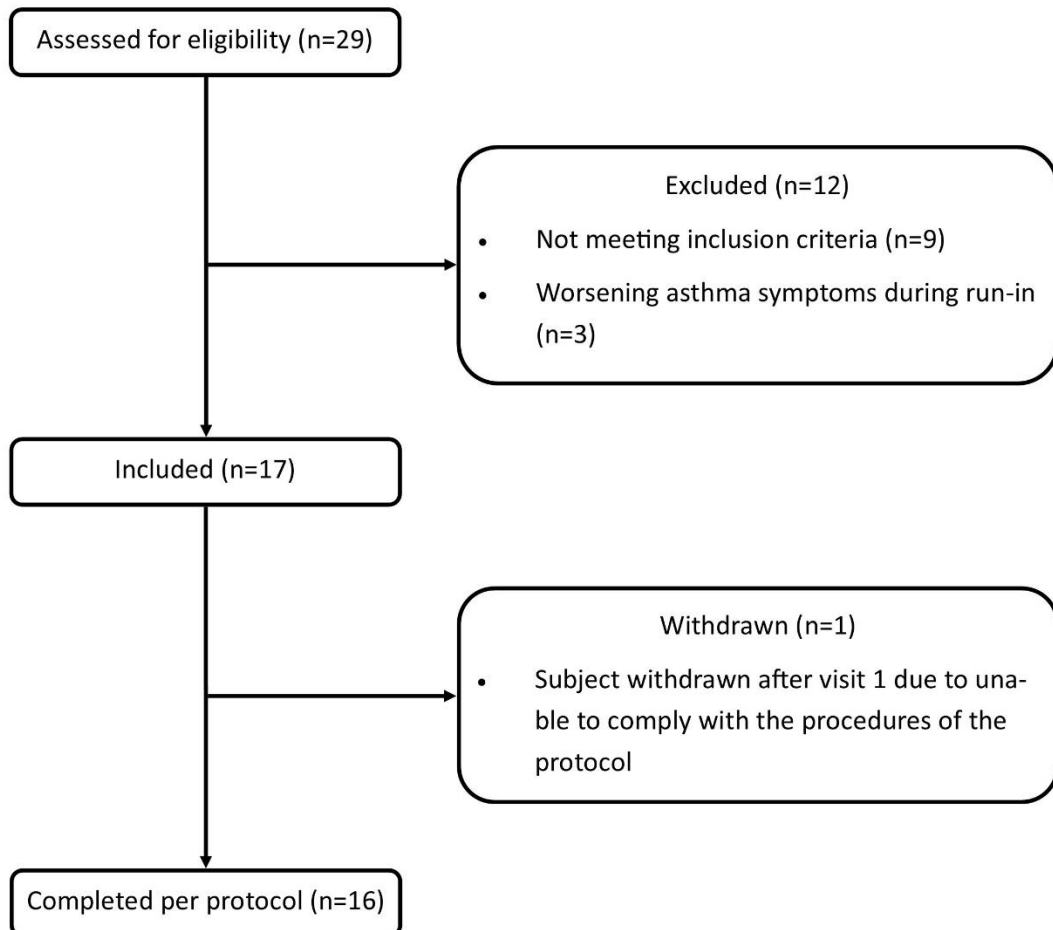 Assessed for eligibility (n=29)
Excluded (n=12)
• Not meeting inclusion criteria (n=9)
• Worsening asthma symptoms during run-in
(n=3)
Included (n=17)
Withdrawn (n=1)
• Subject withdrawn after visit 1 due to una-
ble to comply with the procedures of the
protocol
Completed per protocol (n=16)